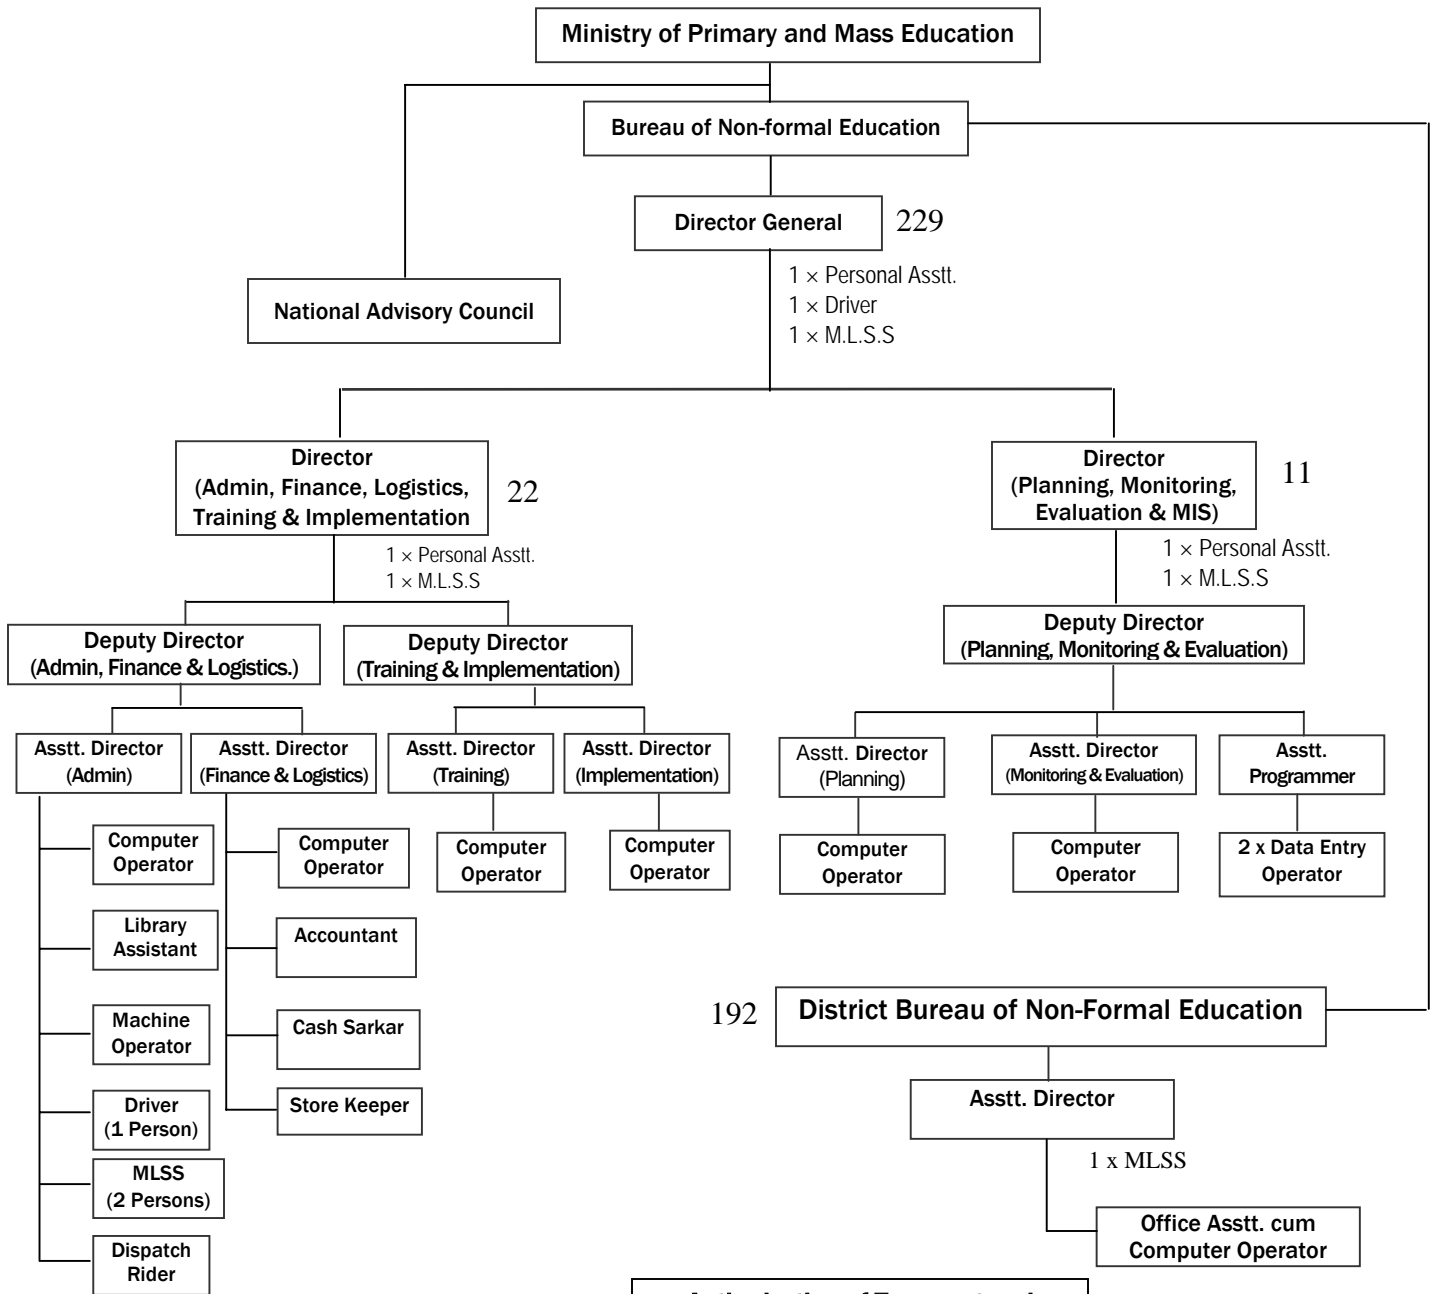 Ministry of Primary and Mass Education
Bureau of Non-formal Education
Director General
229
1 × Personal Asstt.
1 × Driver
1 × M.L.S.S
National Advisory Council
Director
(Admin, Finance, Logistics,
Training & Implementation
22
1 × Personal Asstt.
1 × M.L.S.S
Director
(Planning, Monitoring,
Evaluation & MIS)
11
1 × Personal Asstt.
1 × M.L.S.S
Deputy Director
(Admin, Finance & Logistics.)
Deputy Director
(Training & Implementation)
Deputy Director
(Planning, Monitoring & Evaluation)
Asstt. Director
(Admin)
Asstt. Director
(Finance & Logistics)
Asstt. Director
(Training)
Asstt. Director
(Implementation)
Asstt. Director
(Planning)
Asstt. Director
(Monitoring & Evaluation)
Asstt.
Programmer
Computer
Operator
Library
Assistant
Machine
Operator
Driver
(1 Person)
MLSS
(2 Persons)
Dispatch
Rider
Computer
Operator
Accountant
Cash Sarkar
Store Keeper
Computer
Operator
Computer
Operator
Computer
Operator
Computer
Operator
2 x Data Entry
Operator
192
District Bureau of Non-Formal Education
Asstt. Director
1 x MLSS
Office Asstt. cum
Computer Operator